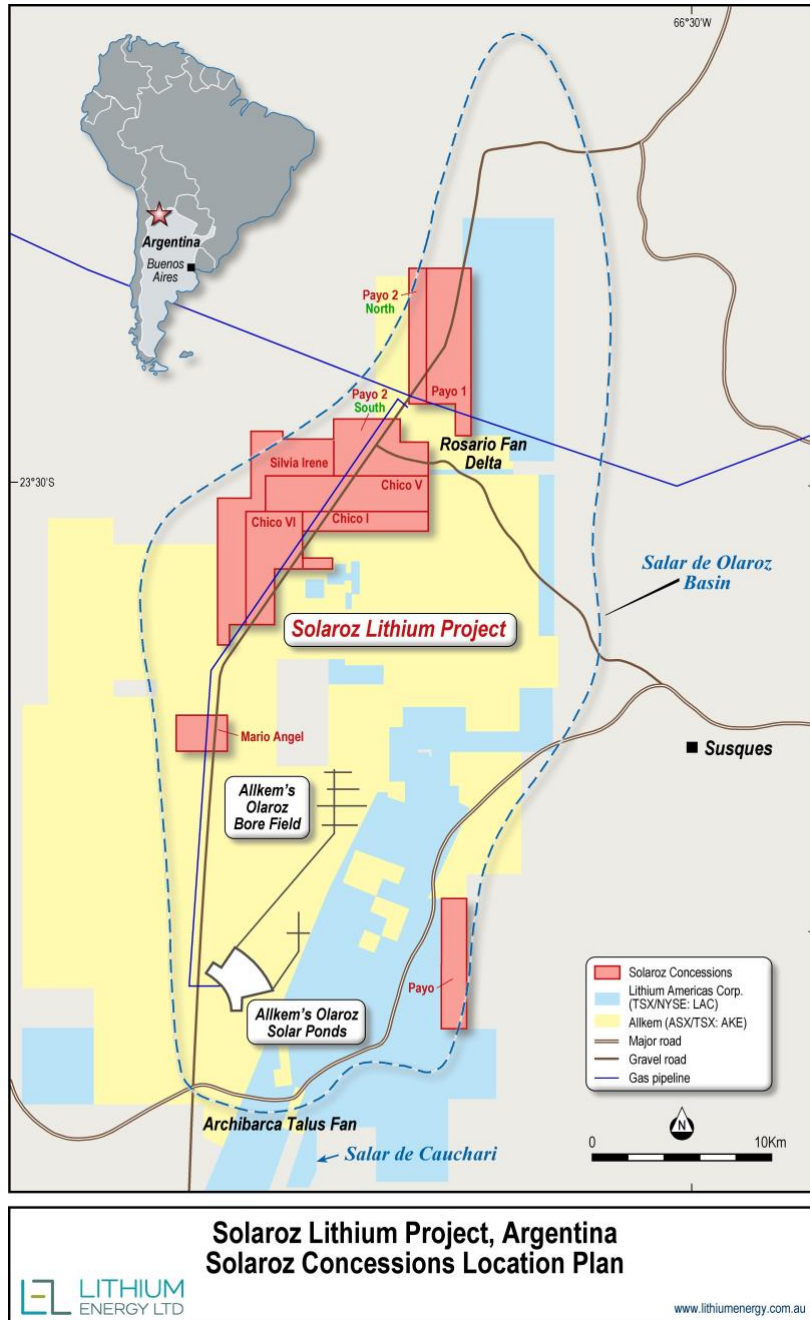 66°30'W
Argentina
Buenos
Aires
Payo 2
North
Payo 1
Payo 2
South
Rosario Fan
Delta
Silvia Irene
23°30'S
Chico V
Chico VI
Chico I
Salar de Olaroz
Basin
Solaroz Lithium Project
Mario Angel
Susques
Allkem's
Olaroz
Bore Field
Payo
Allkem's Olaroz
Solar Ponds
Solaroz Concessions
Lithium Americas Corp.
(TSX/NYSE: LAC)
Allkem (ASX/TSX: AKE)
Major road
Gravel road
Gas pipeline
Archibarca Talus Fan
Salar de Cauchari
N
0 10Km
Solaroz Lithium Project, Argentina
Solaroz Concessions Location Plan
LEL LITHIUM
ENERGY LTD
www.lithiumenergy.com.au